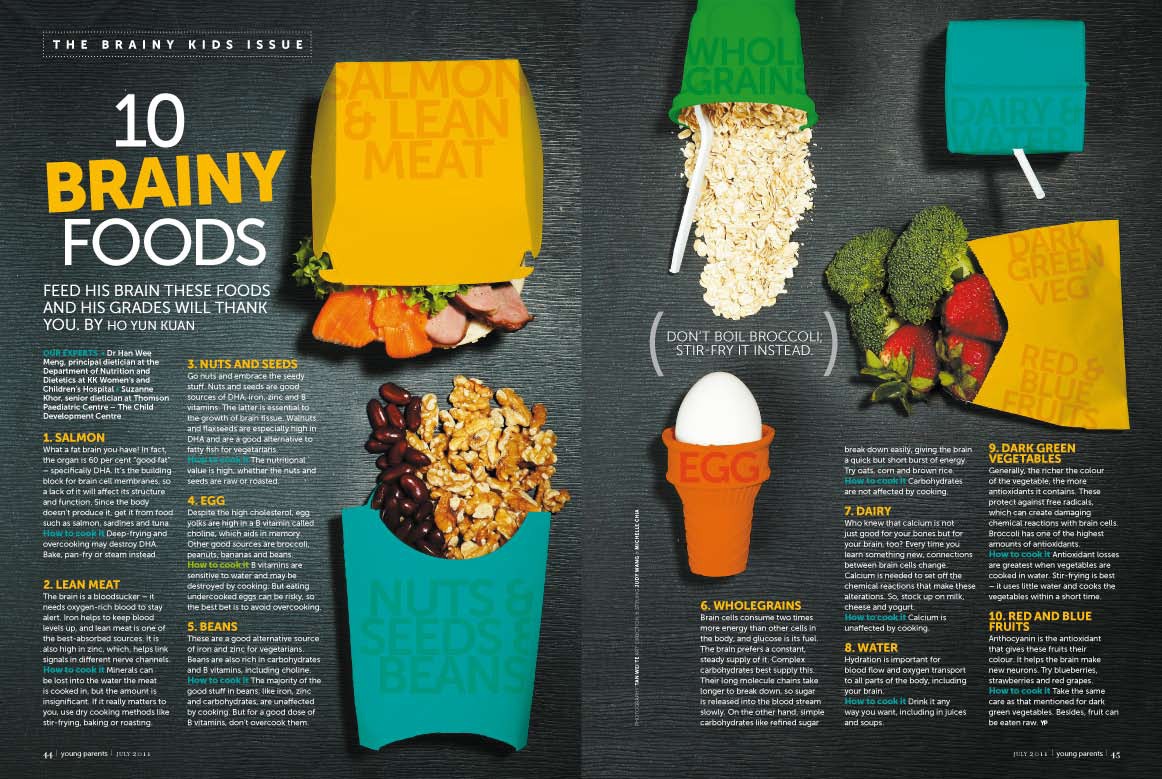 THE BRAINY KIDS ISSUE
10
BRAINY
FOODS
FEED HIS BRAIN THESE FOODS
AND HIS GRADES WILL THANK
YOU. BY HO YUN KUAN
OUR EXPERTS • Dr Han Wee
Meng, principal dietician at the
Department of Nutrition and
Dietetics at KK Women's and
Children's Hospital • Suzanne
Khor, senior dietician at Thomson
Paediatric Centre – The Child
Development Centre
1. SALMON
What a fat brain you have! In fact,
the organ is 60 per cent "good fat"
– specifically DHA. It's the building
block for brain cell membranes, so
a lack of it will affect its structure
and function. Since the body
doesn't produce it, get it from food
such as salmon, sardines and tuna.
How to cook it Deep-frying and
overcooking may destroy DHA.
Bake, pan-fry or steam instead.
2. LEAN MEAT
The brain is a bloodsucker – it
needs oxygen-rich blood to stay
alert. Iron helps to keep blood
levels up, and lean meat is one of
the best-absorbed sources. It is
also high in zinc, which, helps link
signals in different nerve channels.
How to cook it Minerals can
be lost into the water the meat
is cooked in, but the amount is
insignificant. If it really matters to
you, use dry cooking methods like
stir-frying, baking or roasting.
3. NUTS AND SEEDS
Go nuts and embrace the seedy
stuff. Nuts and seeds are good
sources of DHA, iron, zinc and B
vitamins. The latter is essential to
the growth of brain tissue. Walnuts
and flaxseeds are especially high in
DHA and are a good alternative to
fatty fish for vegetarians.
How to cook it The nutritional
value is high, whether the nuts and
seeds are raw or roasted.
4. EGG
Despite the high cholesterol, egg
yolks are high in a B vitamin called
choline, which aids in memory.
Other good sources are broccoli,
peanuts, bananas and beans.
How to cook it B vitamins are
sensitive to water and may be
destroyed by cooking. But eating
undercooked eggs can be risky, so
the best bet is to avoid overcooking.
5. BEANS
These are a good alternative source
of iron and zinc for vegetarians.
Beans are also rich in carbohydrates
and B vitamins, including choline.
How to cook it The majority of the
good stuff in beans, like iron, zinc
and carbohydrates, are unaffected
by cooking. But for a good dose of
B vitamins, don't overcook them.
SALMON
& LEAN
MEAT
NUTS &
SEEDS &
BEANS
44 | young parents | JULY 2011
WHOLE
GRAINS
DAIRY &
WATER
DARK
GREEN
VEG
RED &
BLUE
FRUITS
(DON'T BOIL BROCCOLI;
STIR-FRY IT INSTEAD.)
EGG
6. WHOLEGRAINS
Brain cells consume two times
more energy than other cells in
the body, and glucose is its fuel.
The brain prefers a constant,
steady supply of it. Complex
carbohydrates best supply this.
Their long molecule chains take
longer to break down, so sugar
is released into the blood stream
slowly. On the other hand, simple
carbohydrates like refined sugar
break down easily, giving the brain
a quick but short burst of energy.
Try oats, corn and brown rice.
How to cook it Carbohydrates
are not affected by cooking.
7. DAIRY
Who knew that calcium is not
just good for your bones but for
your brain, too? Every time you
learn something new, connections
between brain cells change.
Calcium is needed to set off the
chemical reactions that make these
alterations. So, stock up on milk,
cheese and yogurt.
How to cook it Calcium is
unaffected by cooking.
8. WATER
Hydration is important for
blood flow and oxygen transport
to all parts of the body, including
your brain.
How to cook it Drink it any
way you want, including in juices
and soups.
9. DARK GREEN
VEGETABLES
Generally, the richer the colour
of the vegetable, the more
antioxidants it contains. These
protect against free radicals,
which can create damaging
chemical reactions with brain cells.
Broccoli has one of the highest
amounts of antioxidants.
How to cook it Antioxidant losses
are greatest when vegetables are
cooked in water. Stir-frying is best
– it uses little water and cooks the
vegetables within a short time.
10. RED AND BLUE
FRUITS
Anthocyanin is the antioxidant
that gives these fruits their
colour. It helps the brain make
new neurons. Try blueberries,
strawberries and red grapes.
How to cook it Take the same
care as that mentioned for dark
green vegetables. Besides, fruit can
be eaten raw. YP
JULY 2011 | young parents | 45